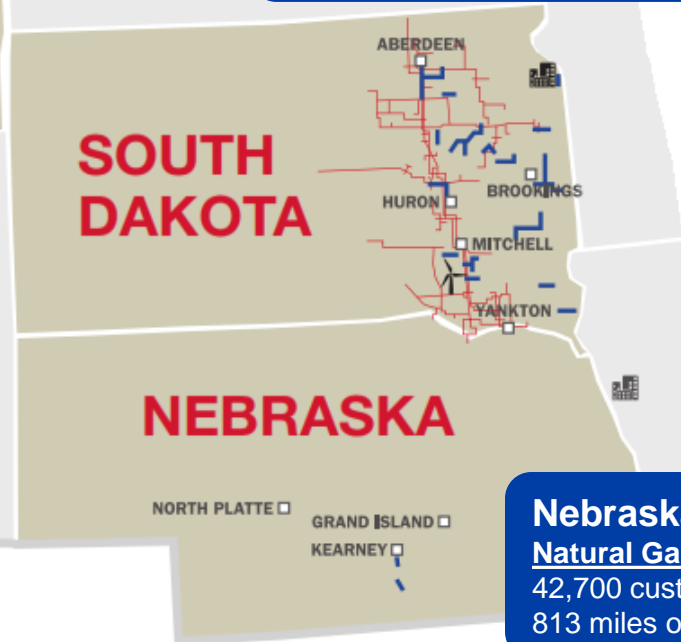 ABERDEEN
SOUTH
DAKOTA
BROOKINGS
HURON
MITCHELL
YANKTON
NEBRASKA
NORTH PLATTE
GRAND ISLAND
KEARNEY
Nebrask
Natural Ga
42,700 cust
813 miles o